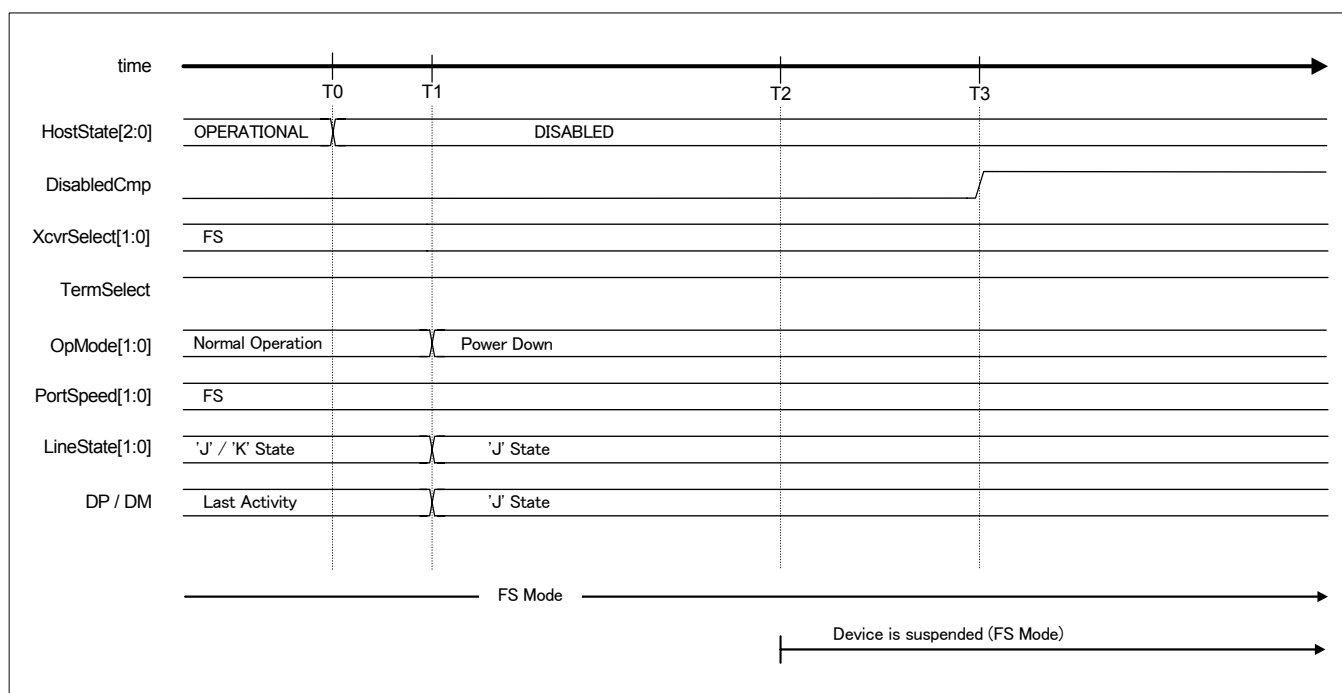 time
T0 T1 T2 T3
HostState[2:0] OPERATIONAL DISABLED
DisabledCmp
XcvrSelect[1:0] FS
TermSelect
OpMode[1:0] Normal Operation Power Down
PortSpeed[1:0] FS
LineState[1:0] 'J' / 'K' State 'J' State
DP / DM Last Activity 'J' State
FS Mode
Device is suspended (FS Mode)